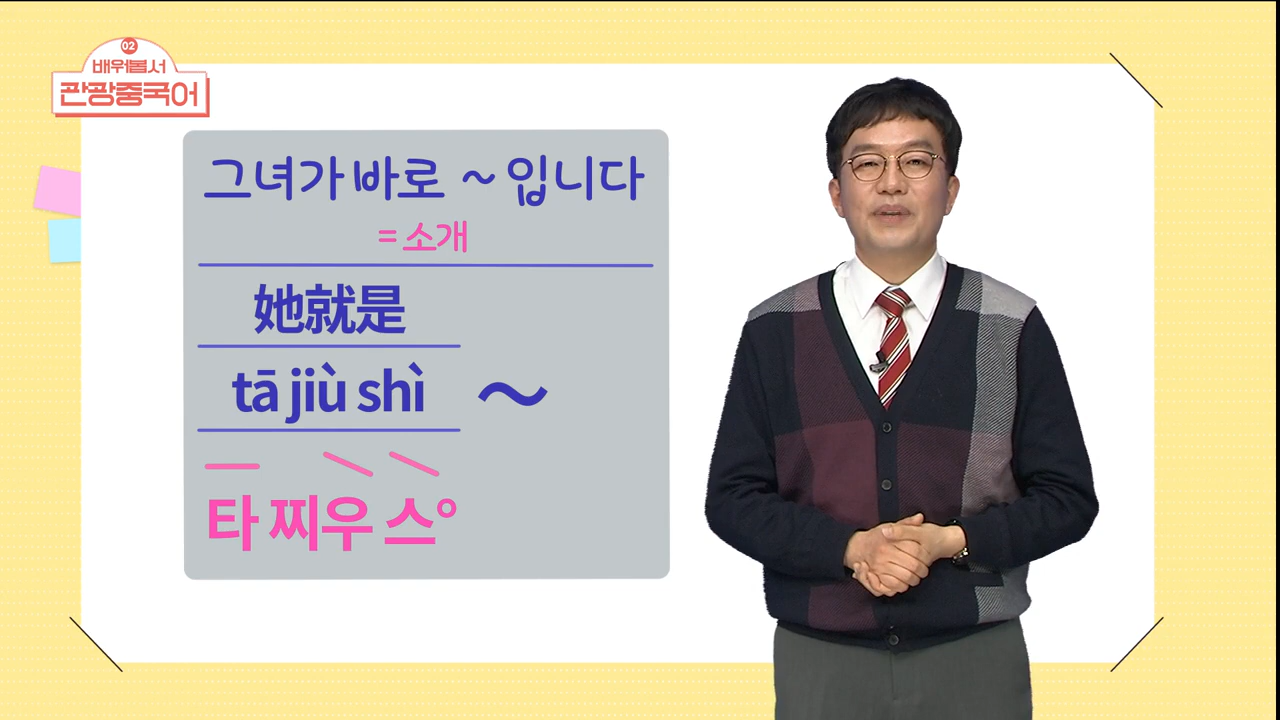 02
배워봅서
관광중국어
그녀가 바로 ~ 입니다
= 소개
她就是
tā jiù shì ~
타 찌우 스°